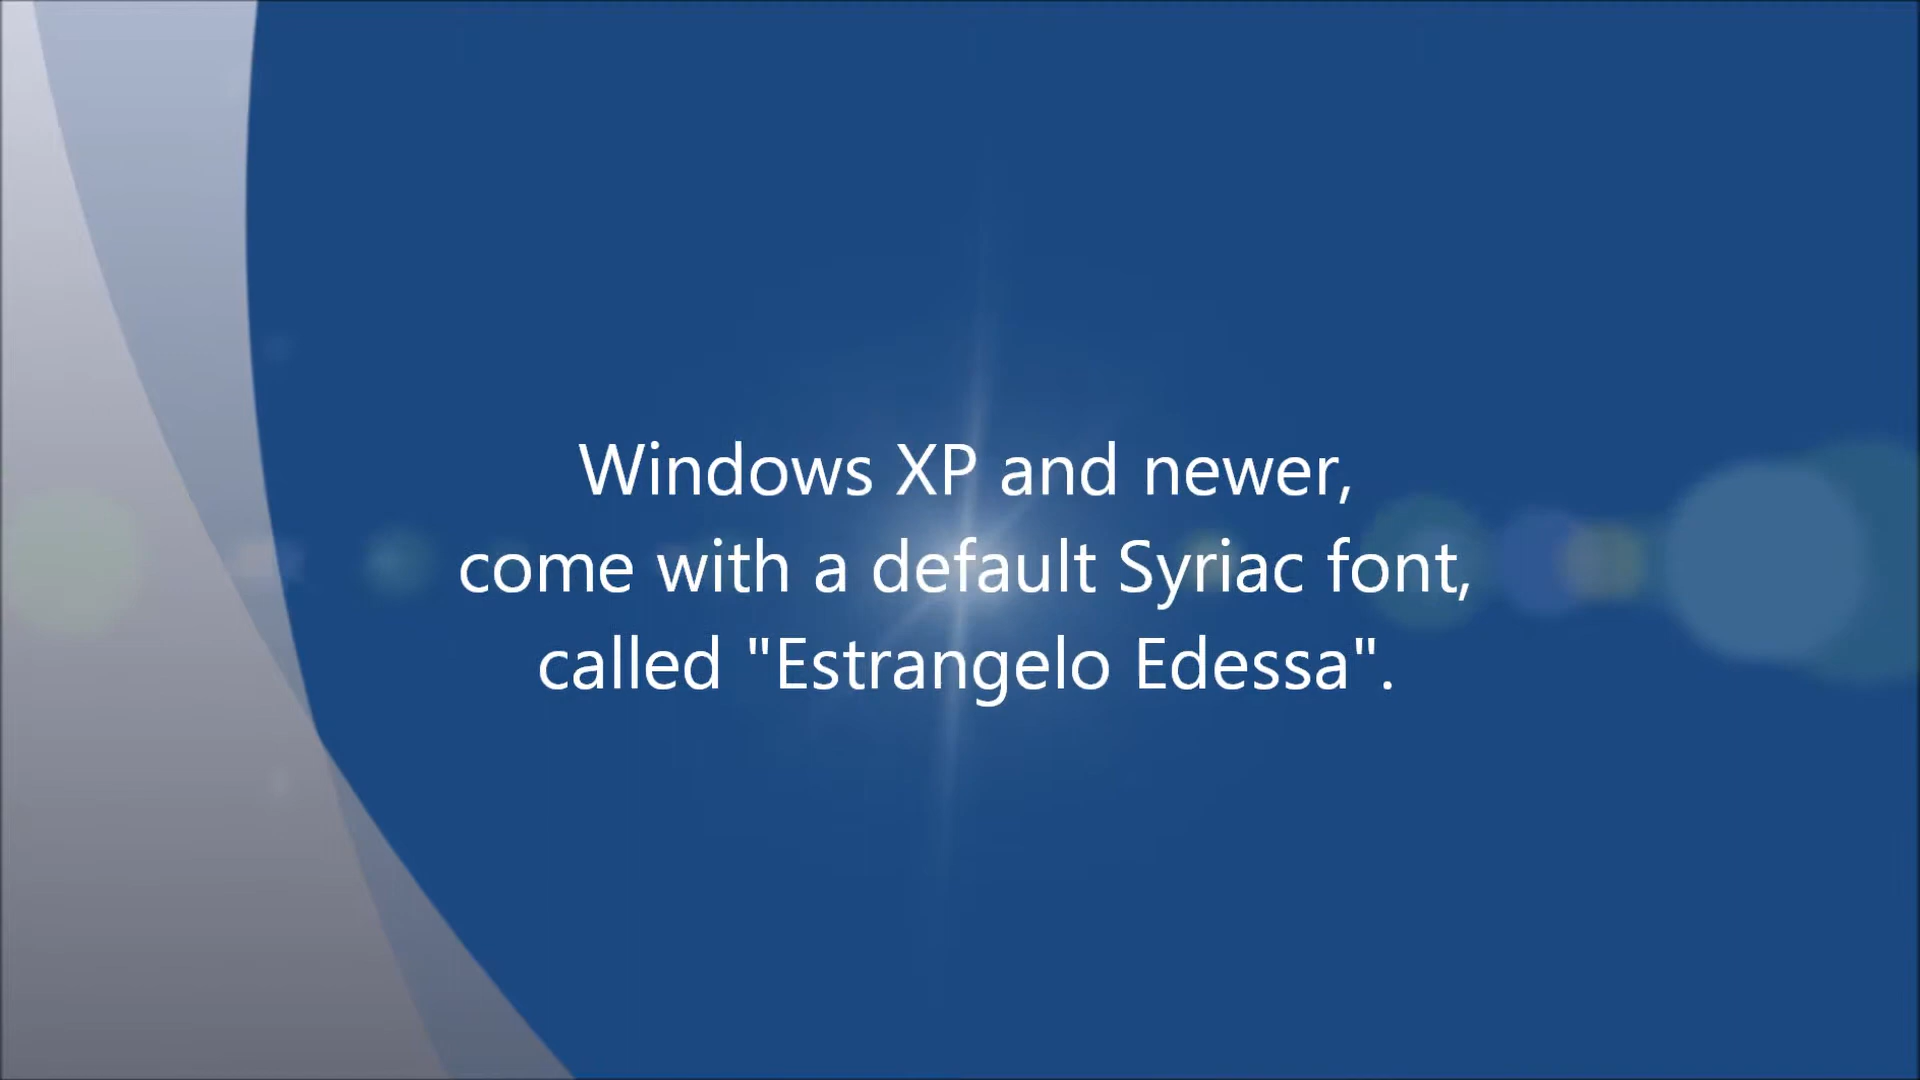 Windows XP and newer,
come with a default Syriac font,
called "Estrangelo Edessa".